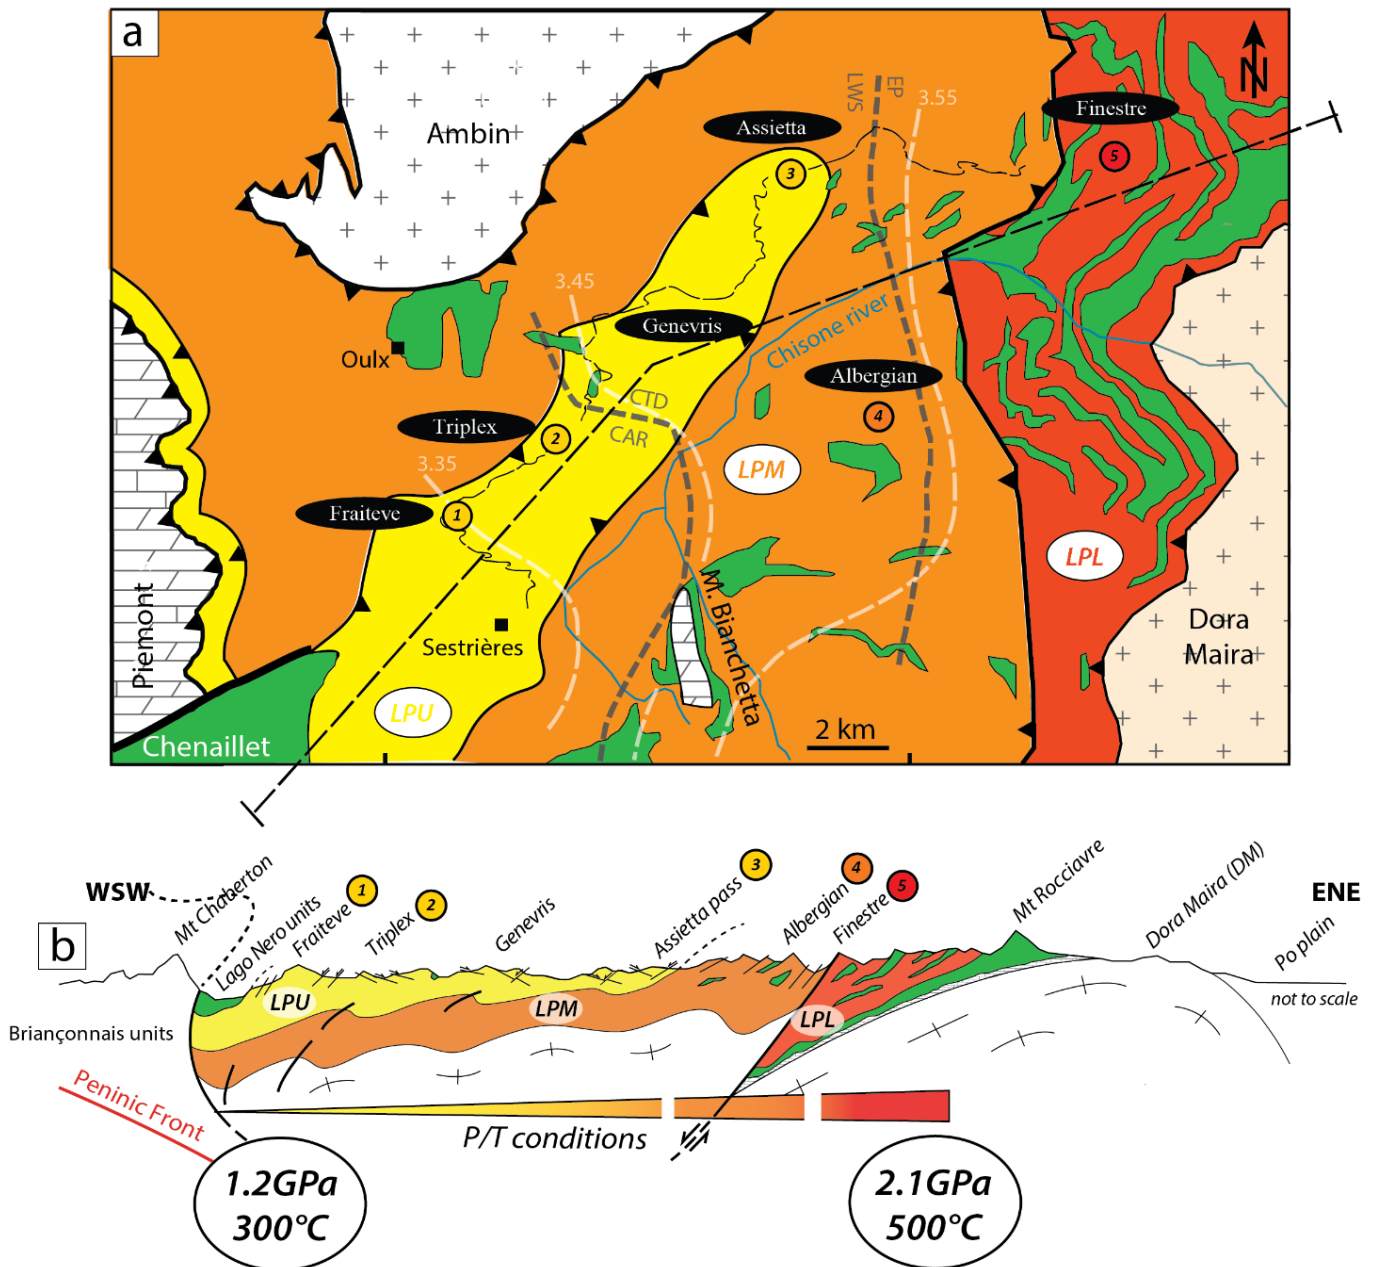 a
N
Ambin
Assietta
3
LWS
EP
3.55
Finestre
5
3.45
Genevris
Chisone river
Oulx
Albergian
4
CTD
CAR
Triplex
2
3.35
LPM
Fraiteve
1
LPL
Piemont
M. Bianchetta
Dora
Maira
Sestrières
LPU
2 km
Chenaillet
WSW
b
Mt Chaberton
Lago Nero units
Fraiteve
1
Triplex
2
Genevris
Assietta pass
3
Albergian
4
Finestre
5
Mt Rocciavre
Dora Maira (DM)
ENE
Po plain
not to scale
LPU
LPM
LPL
Briançonnais units
Peninic Front
P/T conditions
1.2GPa
300°C
2.1GPa
500°C